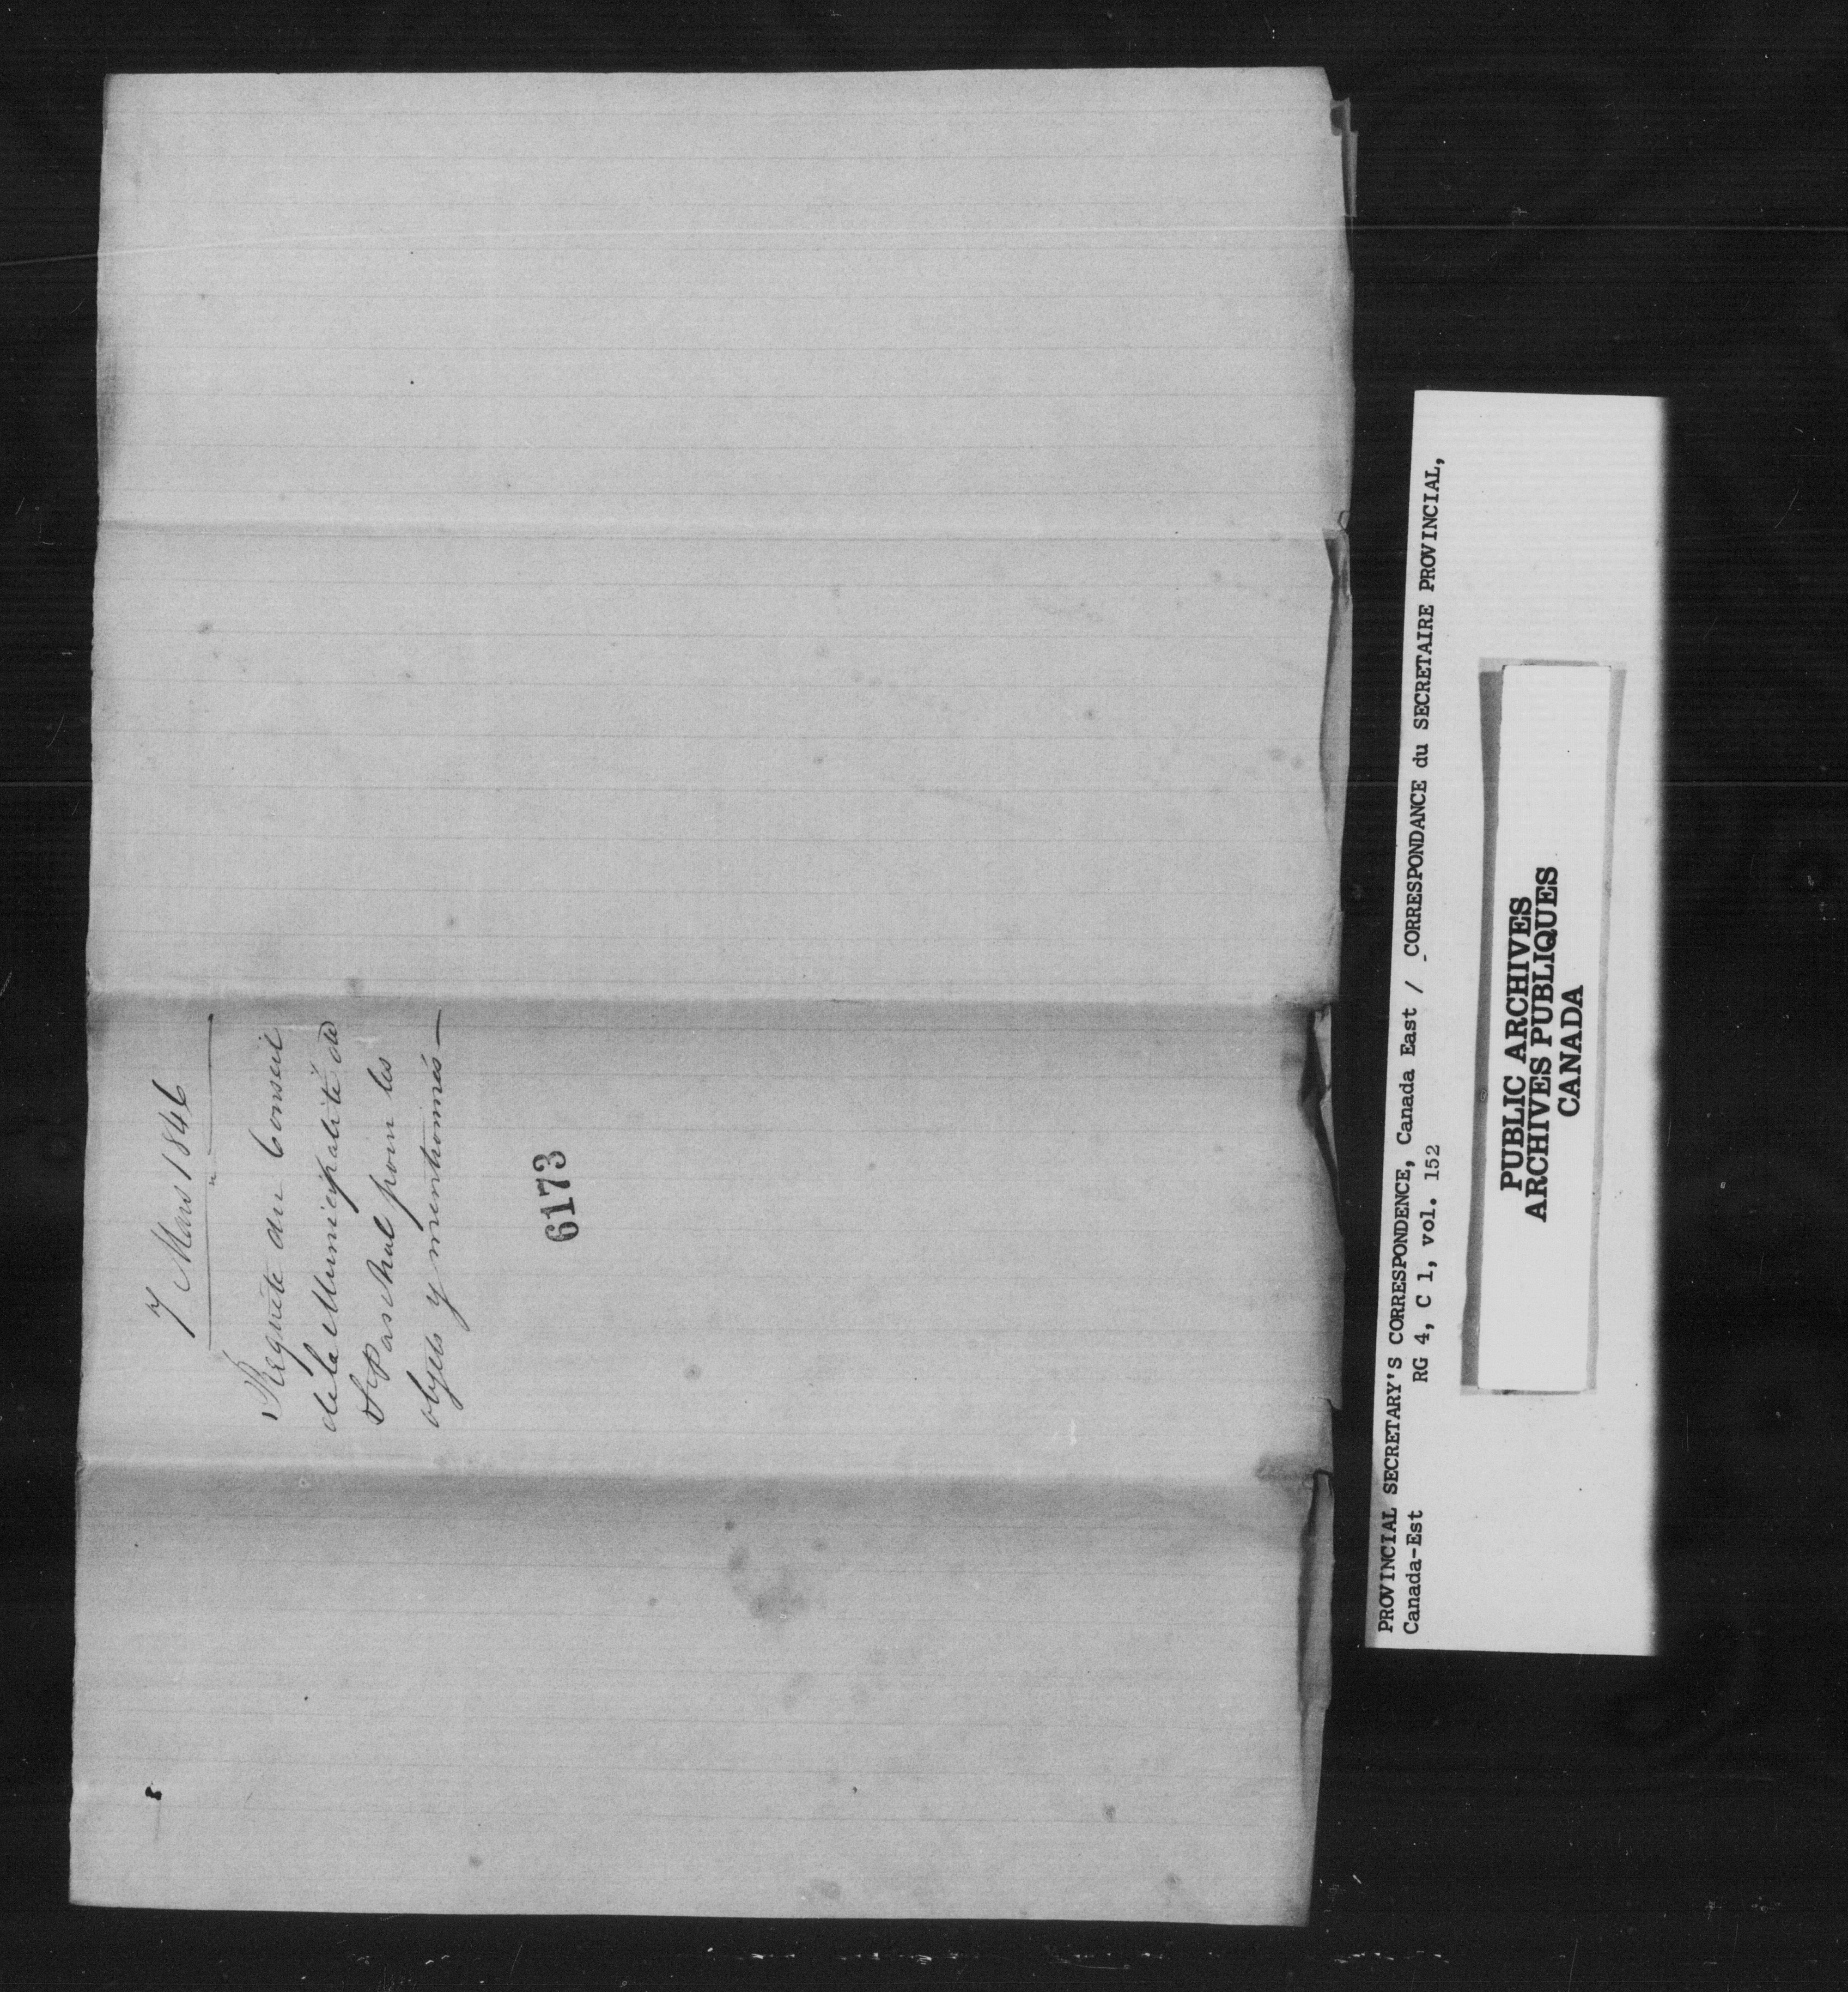 7 Mars 1846
Requête du Conseil
de la Municipalité de
St Paschal pour les
objets y mentionnés —
6173
PROVINCIAL SECRETARY'S CORRESPONDENCE, Canada East / CORRESPONDANCE du SECRETAIRE PROVINCIAL,
Canada-Est RG 4, C 1, vol. 152
PUBLIC ARCHIVES
ARCHIVES PUBLIQUES
CANADA